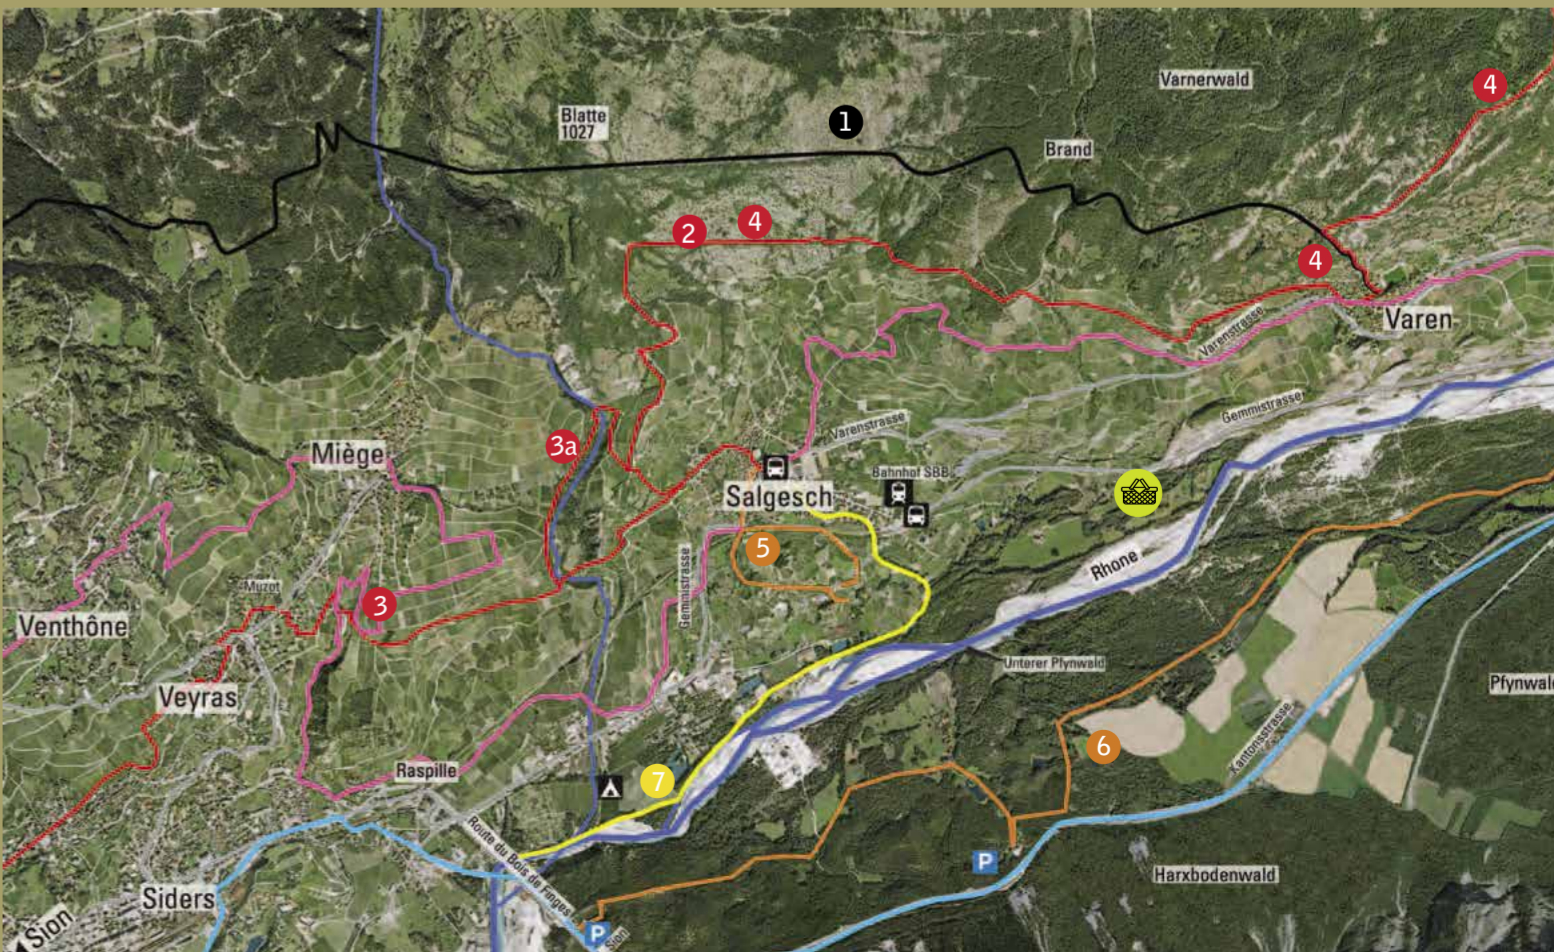 Varnerwald
4
Blatte
1027
1
Brand
2
4
4
Varenstrasse
Varen
Gemmistrasse
Varenstrasse
3a
Miège
Bahnhof SBB
Salgesch
5
Gemmistrasse
Rhone
Muzot
3
Venthône
Unterer Pfynwald
Pfynwal
Veyras
6
Kantonsstrasse
Raspille
7
Route du Bois de Finges
P
Harxbodenwald
Siders
Sion
P
Sion